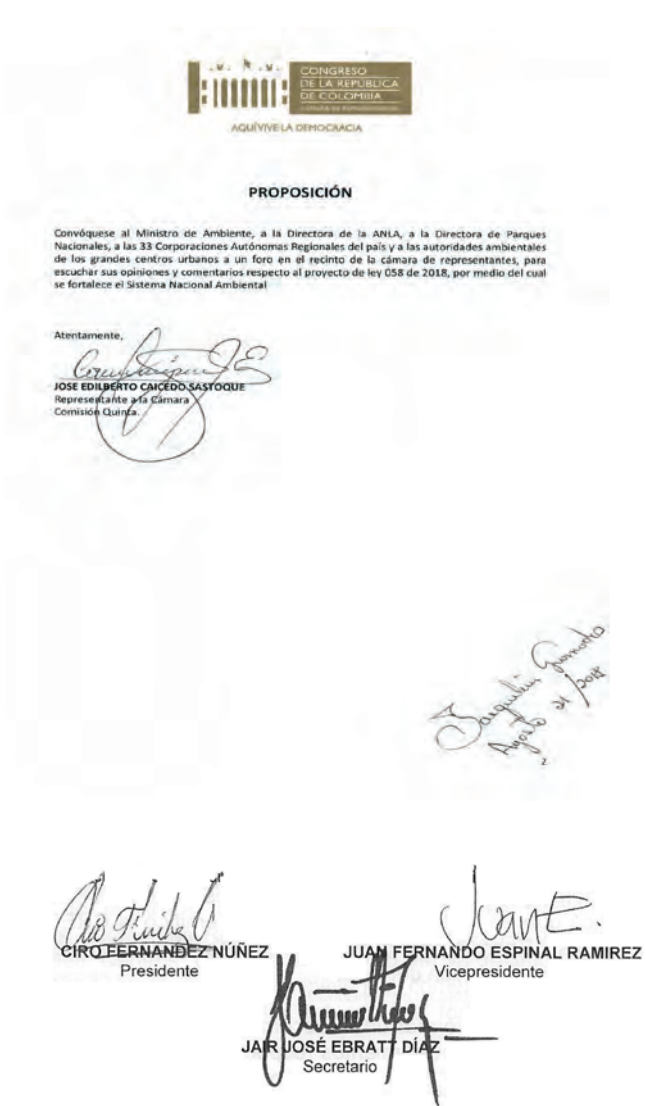 CONGRESO
DE LA REPÚBLICA
DE COLOMBIA
AQUÍVIVE LA DEMOCRACIA
PROPOSICIÓN
Convóquese al Ministro de Ambiente, a la Directora de la ANLA, a la Directora de Parques
Nacionales, a las 33 Corporaciones Autónomas Regionales del país y a las autoridades ambientales
de los grandes centros urbanos a un foro en el recinto de la cámara de representantes, para
escuchar sus opiniones y comentarios respecto al proyecto de ley 058 de 2018, por medio del cual
se fortalece el Sistema Nacional Ambiental
Atentamente,
JOSE EDILBERTO CAICEDO SASTOQUE
Representante a la Cámara
Comisión Quinta.
Agosto 21/2018
CIRO FERNANDEZ NÚÑEZ
Presidente
JUAN FERNANDO ESPINAL RAMIREZ
Vicepresidente
JAIR JOSÉ EBRATT DÍAZ
Secretario